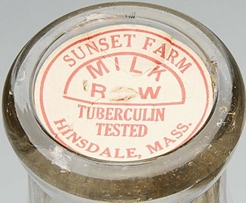 SUNSET FARM
MILK
RAW
TUBERCULIN
TESTED
HINSDALE, MASS.